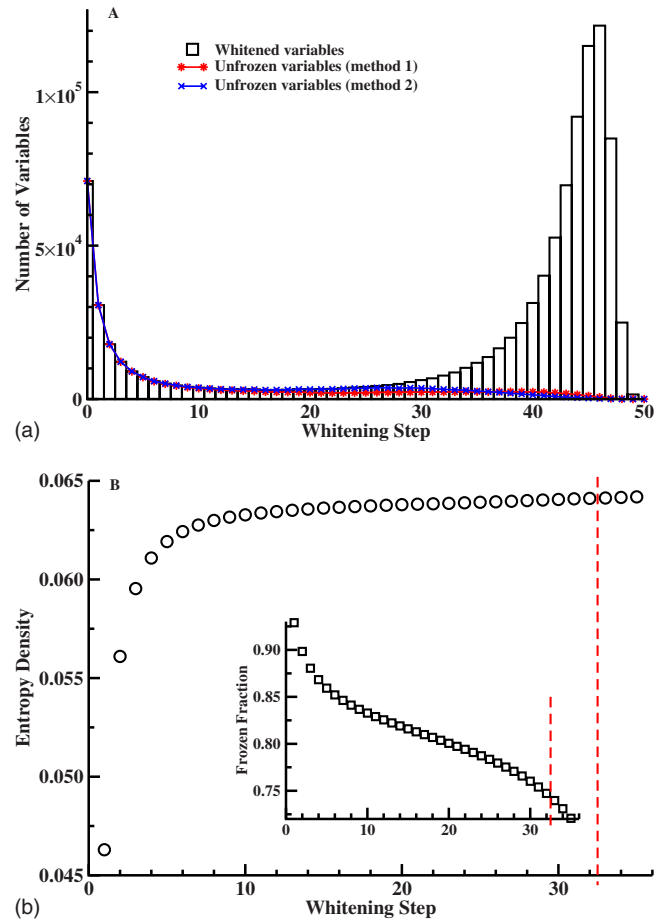 A
Whitened variables
Unfrozen variables (method 1)
Unfrozen variables (method 2)
1×10^5
5×10^4
0
Number of Variables
0 10 20 30 40 50
Whitening Step
(a)
B
0.065
0.060
0.055
0.050
0.045
Entropy Density
0.90
0.85
0.80
0.75
Frozen Fraction
0 10 20 30
0 10 20 30
Whitening Step
(b)